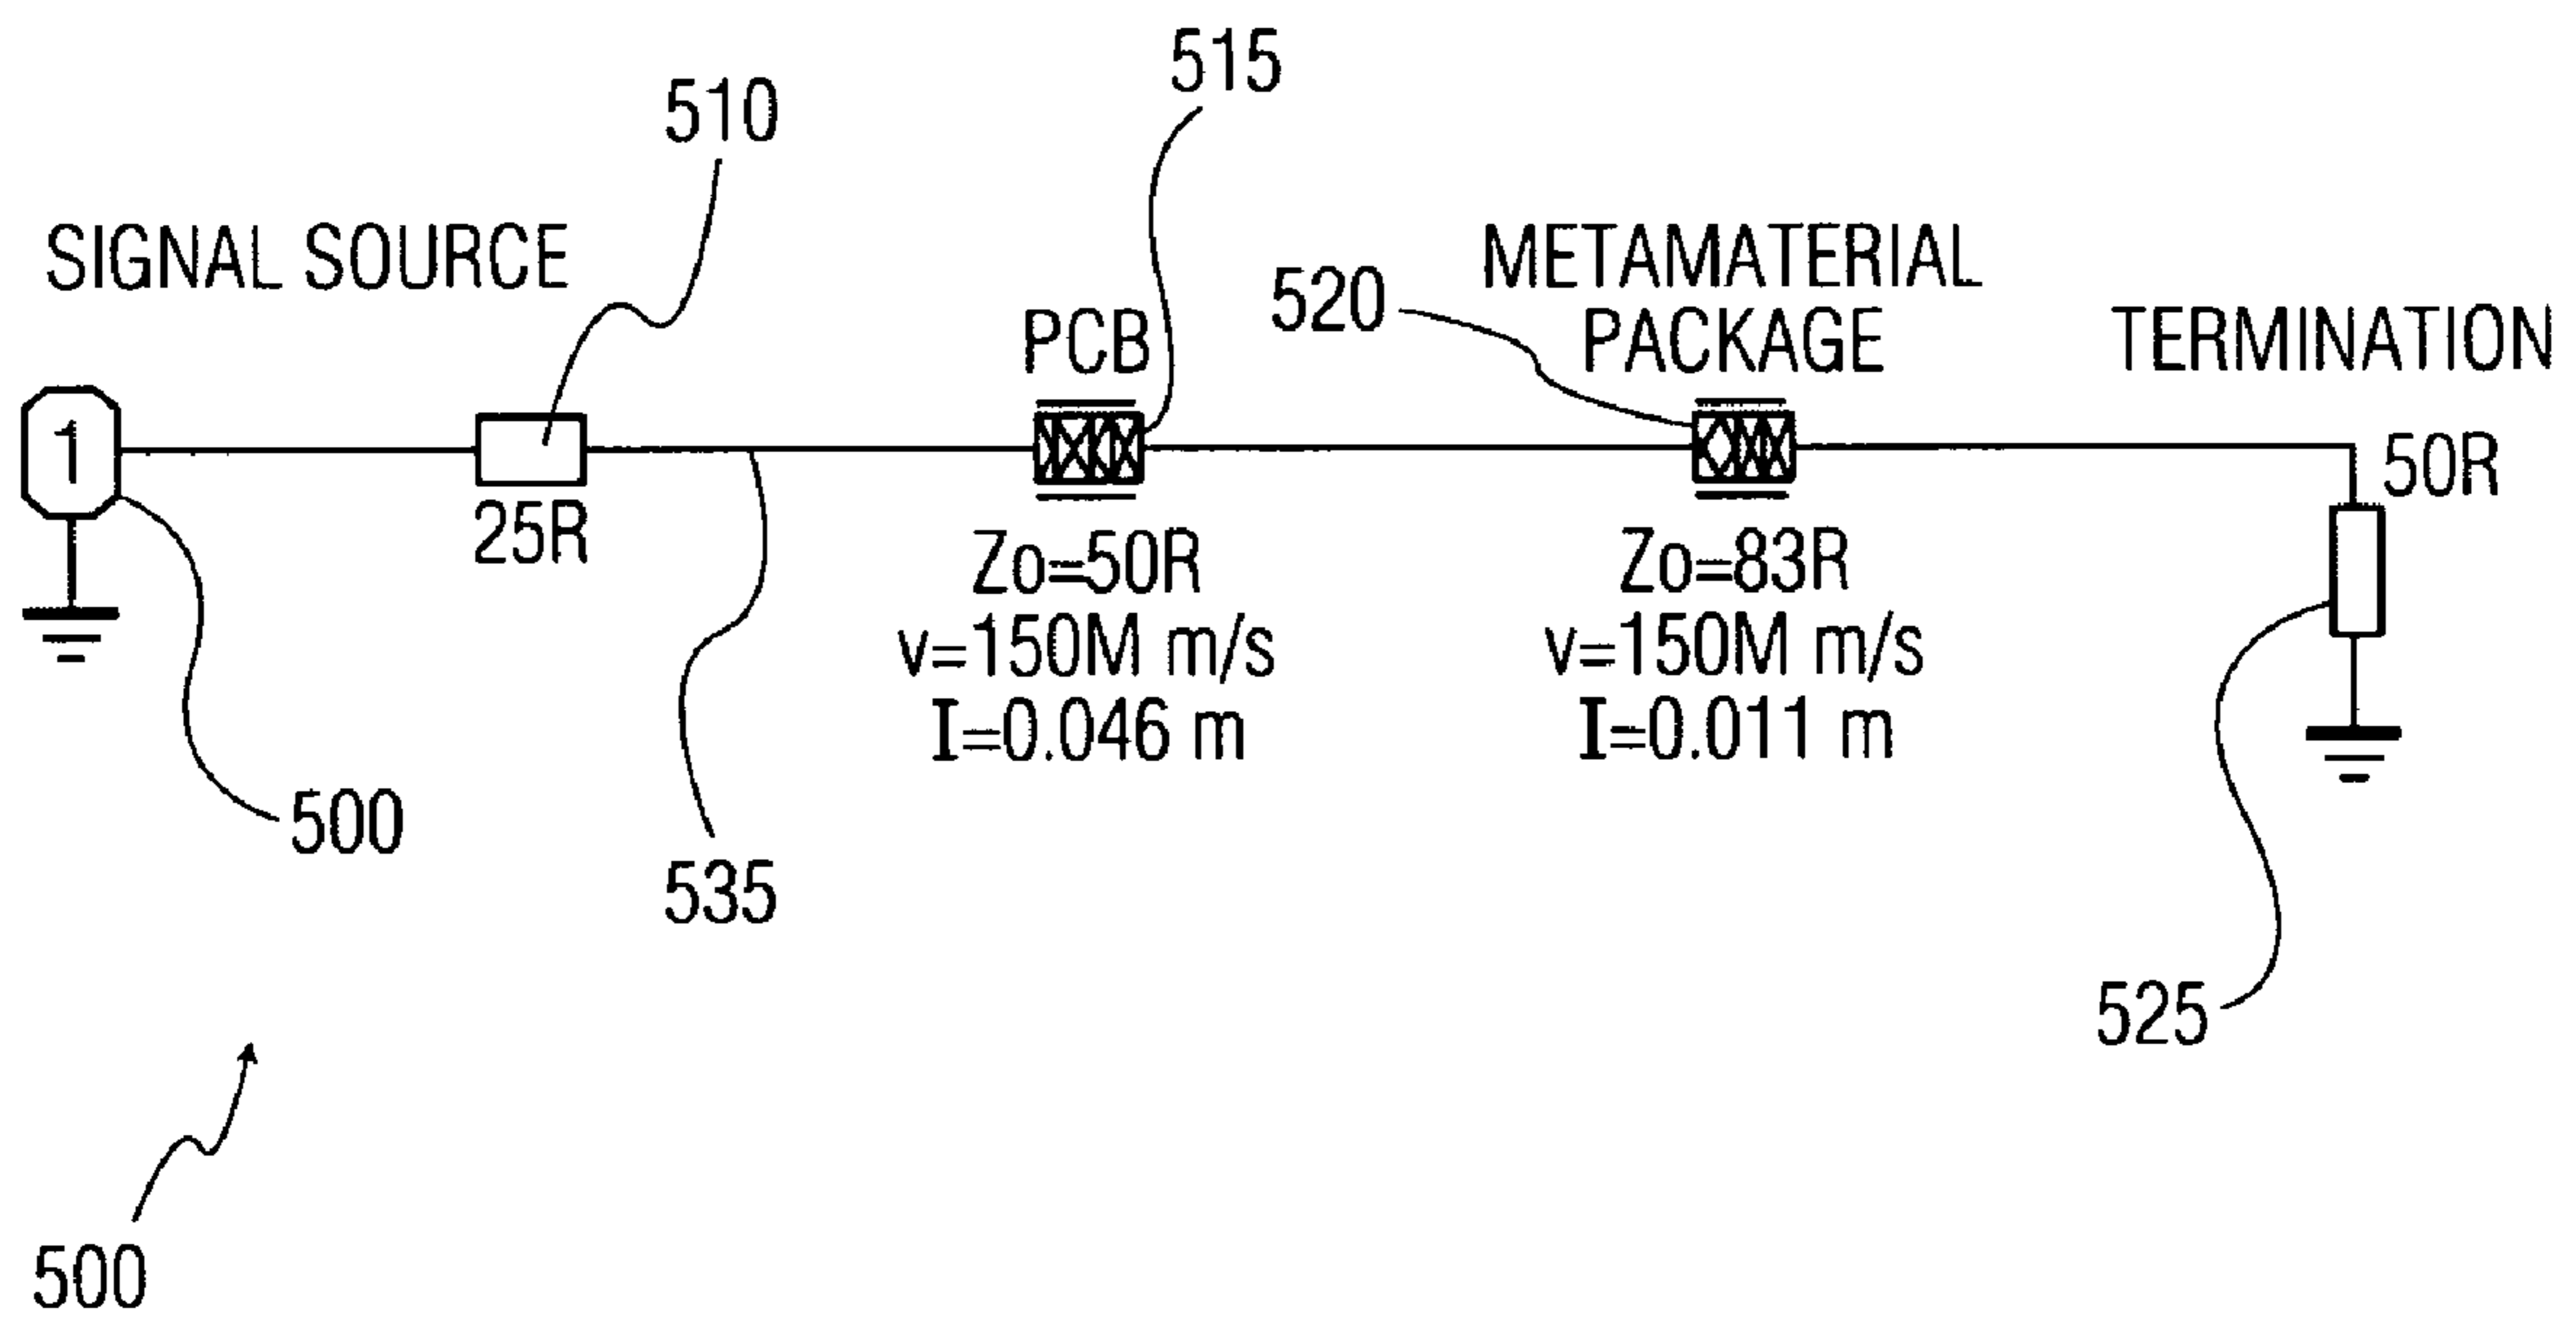 515
510
SIGNAL SOURCE
METAMATERIAL
520
PCB
PACKAGE
TERMINATION
1
50R
25R
Zo=50R
Zo=83R
v=150M m/s
v=150M m/s
I=0.046 m
I=0.011 m
500
535
525
500